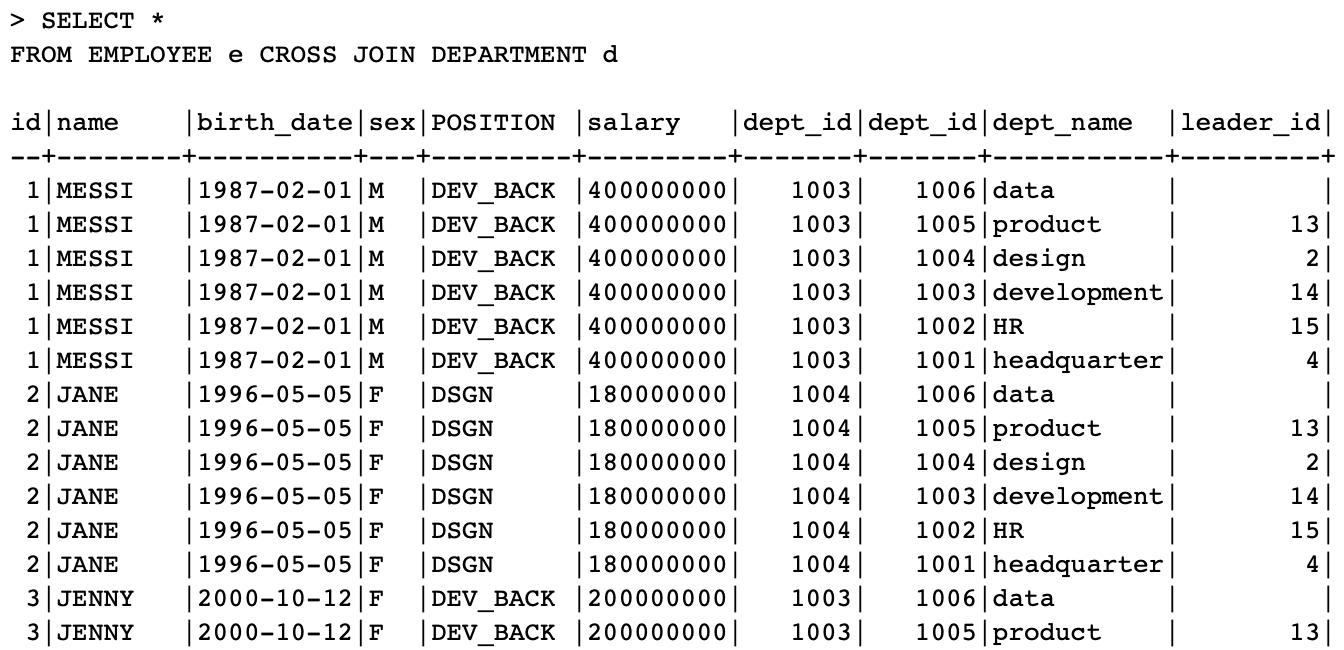 > SELECT *
FROM EMPLOYEE e CROSS JOIN DEPARTMENT d
id|name    |birth_date|sex|POSITION |salary   |dept_id|dept_id|dept_name  |leader_id|
--+--------+----------+---+---------+---------+-------+-------+-----------+---------+
 1|MESSI   |1987-02-01|M  |DEV_BACK |400000000|   1003|   1006|data       |         |
 1|MESSI   |1987-02-01|M  |DEV_BACK |400000000|   1003|   1005|product    |       13|
 1|MESSI   |1987-02-01|M  |DEV_BACK |400000000|   1003|   1004|design     |        2|
 1|MESSI   |1987-02-01|M  |DEV_BACK |400000000|   1003|   1003|development|       14|
 1|MESSI   |1987-02-01|M  |DEV_BACK |400000000|   1003|   1002|HR         |       15|
 1|MESSI   |1987-02-01|M  |DEV_BACK |400000000|   1003|   1001|headquarter|        4|
 2|JANE    |1996-05-05|F  |DSGN     |180000000|   1004|   1006|data       |         |
 2|JANE    |1996-05-05|F  |DSGN     |180000000|   1004|   1005|product    |       13|
 2|JANE    |1996-05-05|F  |DSGN     |180000000|   1004|   1004|design     |        2|
 2|JANE    |1996-05-05|F  |DSGN     |180000000|   1004|   1003|development|       14|
 2|JANE    |1996-05-05|F  |DSGN     |180000000|   1004|   1002|HR         |       15|
 2|JANE    |1996-05-05|F  |DSGN     |180000000|   1004|   1001|headquarter|        4|
 3|JENNY   |2000-10-12|F  |DEV_BACK |200000000|   1003|   1006|data       |         |
 3|JENNY   |2000-10-12|F  |DEV_BACK |200000000|   1003|   1005|product    |       13|